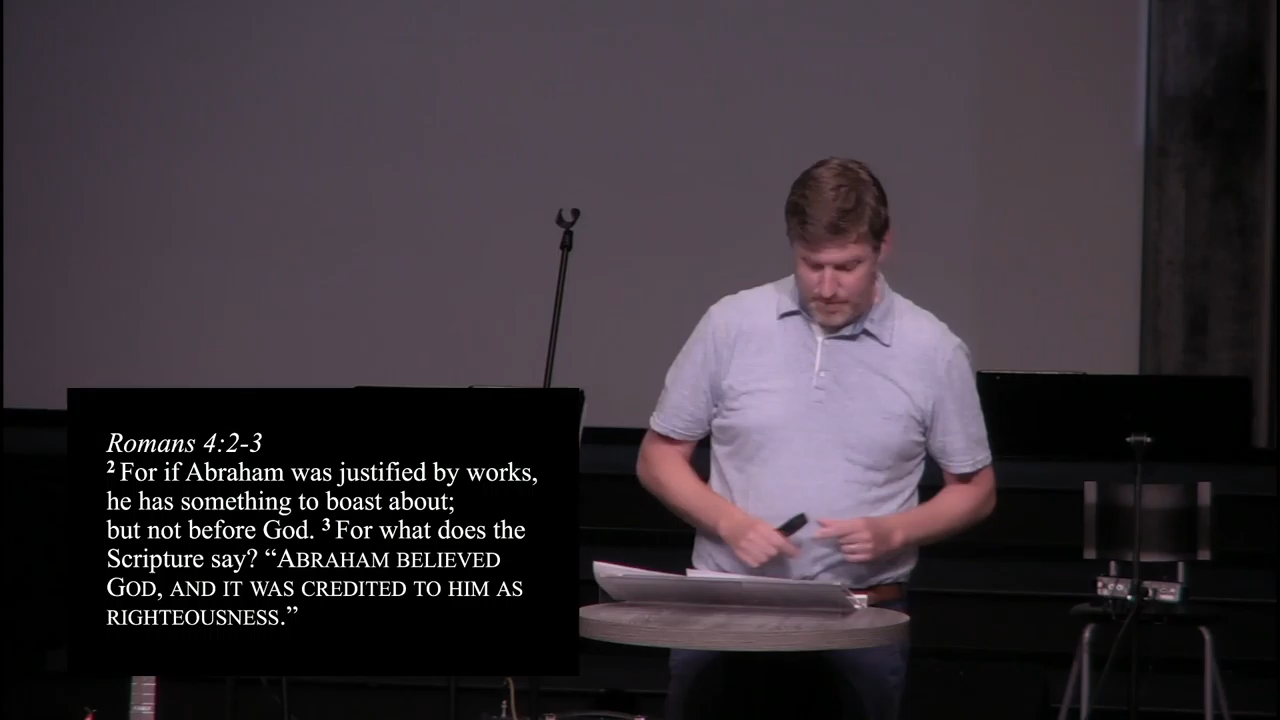 Romans 4:2-3
² For if Abraham was justified by works,
he has something to boast about;
but not before God. ³ For what does the
Scripture say? “ABRAHAM BELIEVED
GOD, AND IT WAS CREDITED TO HIM AS
RIGHTEOUSNESS.”